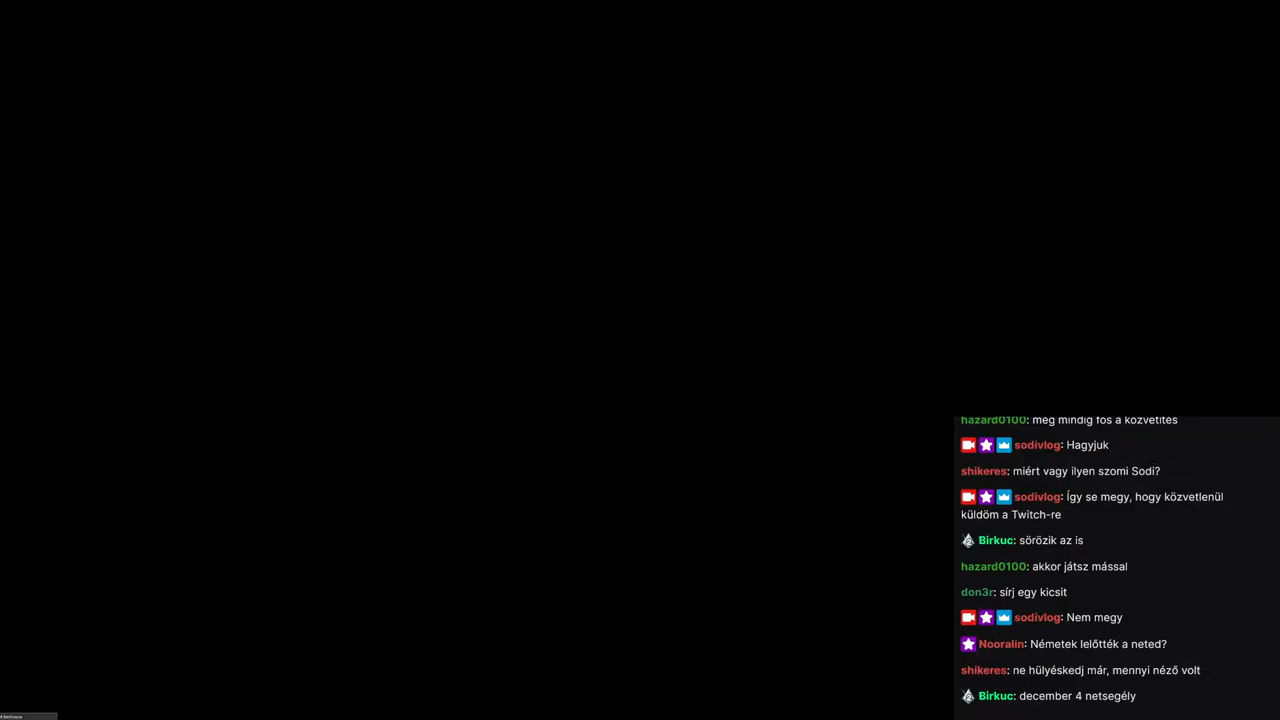 hazard0100: még mindig fos a közvetítés
sodivlog: Hagyjuk
shikeres: miért vagy ilyen szomi Sodi?
sodivlog: Így se megy, hogy közvetlenül
küldöm a Twitch-re
Birkuc: sörözik az is
hazard0100: akkor játsz mással
don3r: sírj egy kicsit
sodivlog: Nem megy
Nooralin: Németek lelőtték a neted?
shikeres: ne hülyéskedj már, mennyi néző volt
Birkuc: december 4 netsegély